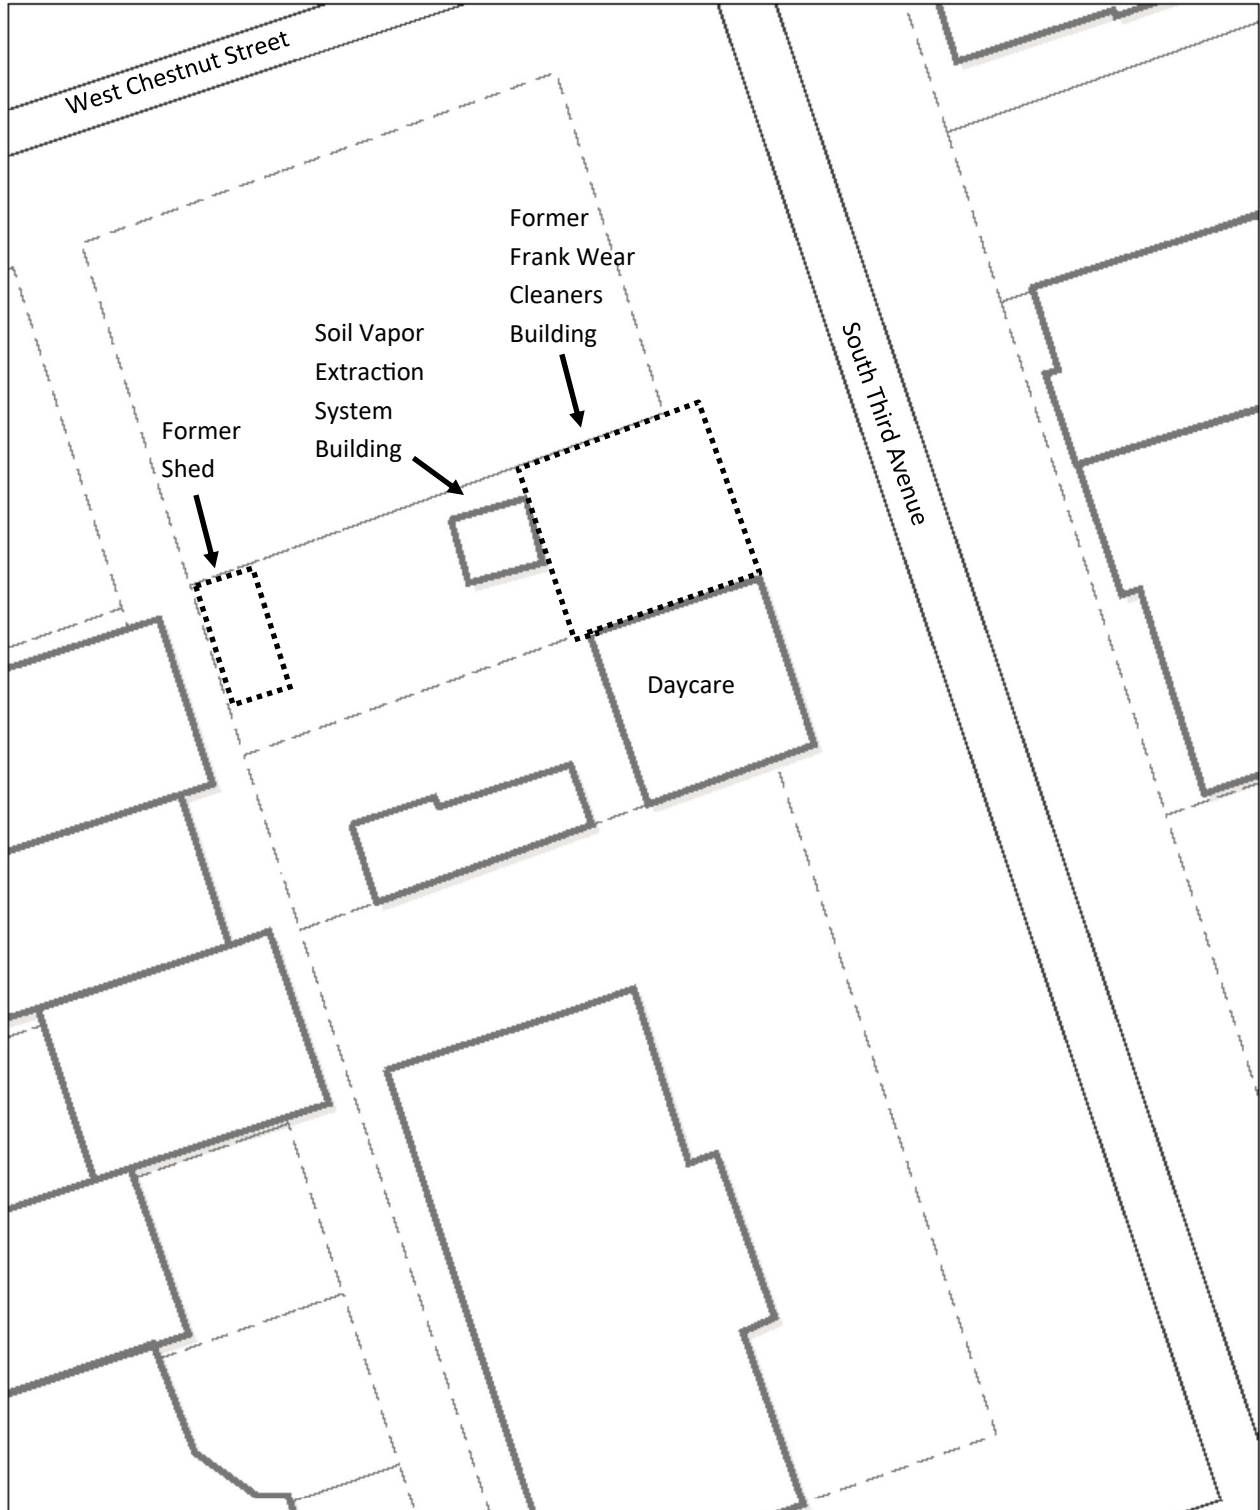 West Chestnut Street
Former
Frank Wear
Cleaners
Building
Soil Vapor
Extraction
System
Building
Former
Shed
South Third Avenue
Daycare